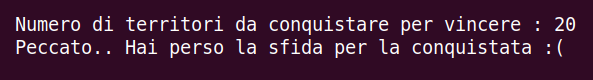 Numero di territori da conquistare per vincere : 20
Peccato.. Hai perso la sfida per la conquistata :(